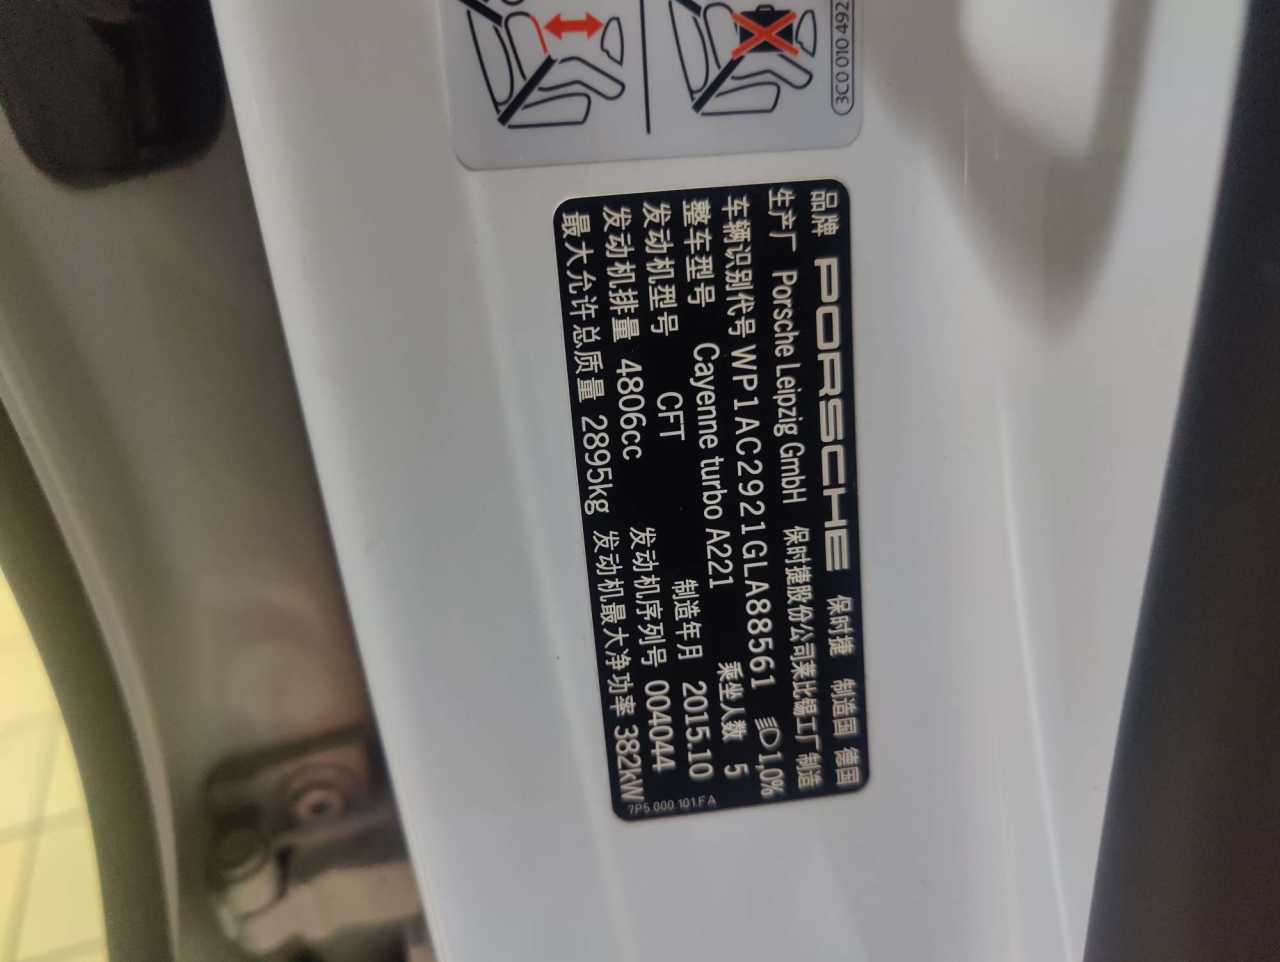 3C0 010 492
品牌 PORSCHE 保时捷 制造国 德国
生产厂 Porsche Leipzig GmbH 保时捷股份公司莱比锡工厂制造
车辆识别代号 WP1AC2921GLA88561 1,0%
整车型号 Cayenne turbo A221 乘坐人数 5
发动机型号 CFT 制造年月 2015.10
发动机排量 4806cc 发动机序列号 004044
最大允许总质量 2895kg 发动机最大净功率 382kW
7P5.000.101.FA